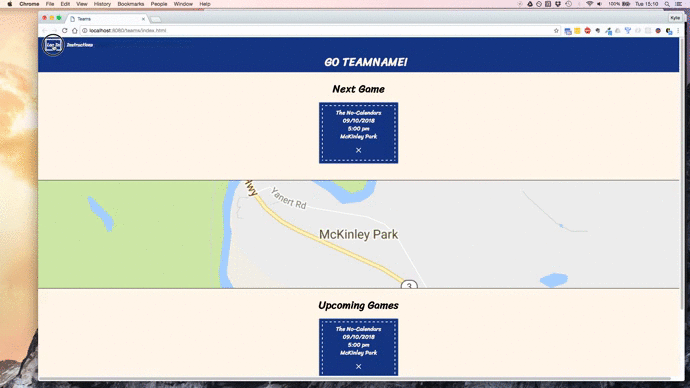 Chrome File Edit View History Bookmarks People Window Help
100% Tue 15:10
Teams
Kylie
localhost:8080/teams/index.html
Instructions
GO TEAMNAME!
Next Game
The No-Calendars
09/10/2018
5:00 pm
McKinley Park
×
Hwy
Yanert Rd
McKinley Park
3
Upcoming Games
The No-Calendars
09/10/2018
5:00 pm
McKinley Park
×